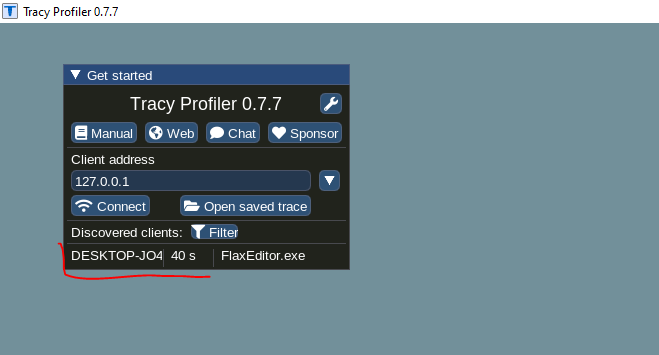 Tracy Profiler 0.7.7
Get started
Tracy Profiler 0.7.7
Manual Web Chat Sponsor
Client address
127.0.0.1
Connect Open saved trace
Discovered clients: Filter
DESKTOP-JO4 40 s FlaxEditor.exe